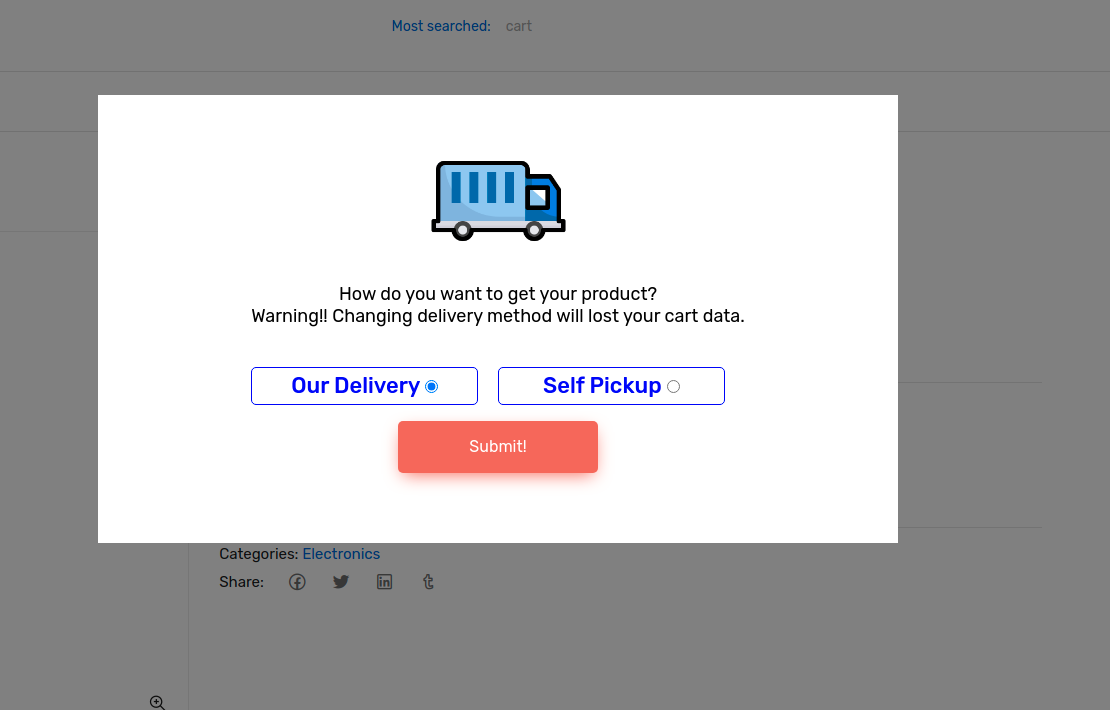 Most searched: cart
How do you want to get your product?
Warning!! Changing delivery method will lost your cart data.
Our Delivery
Self Pickup
Submit!
Categories: Electronics
Share: